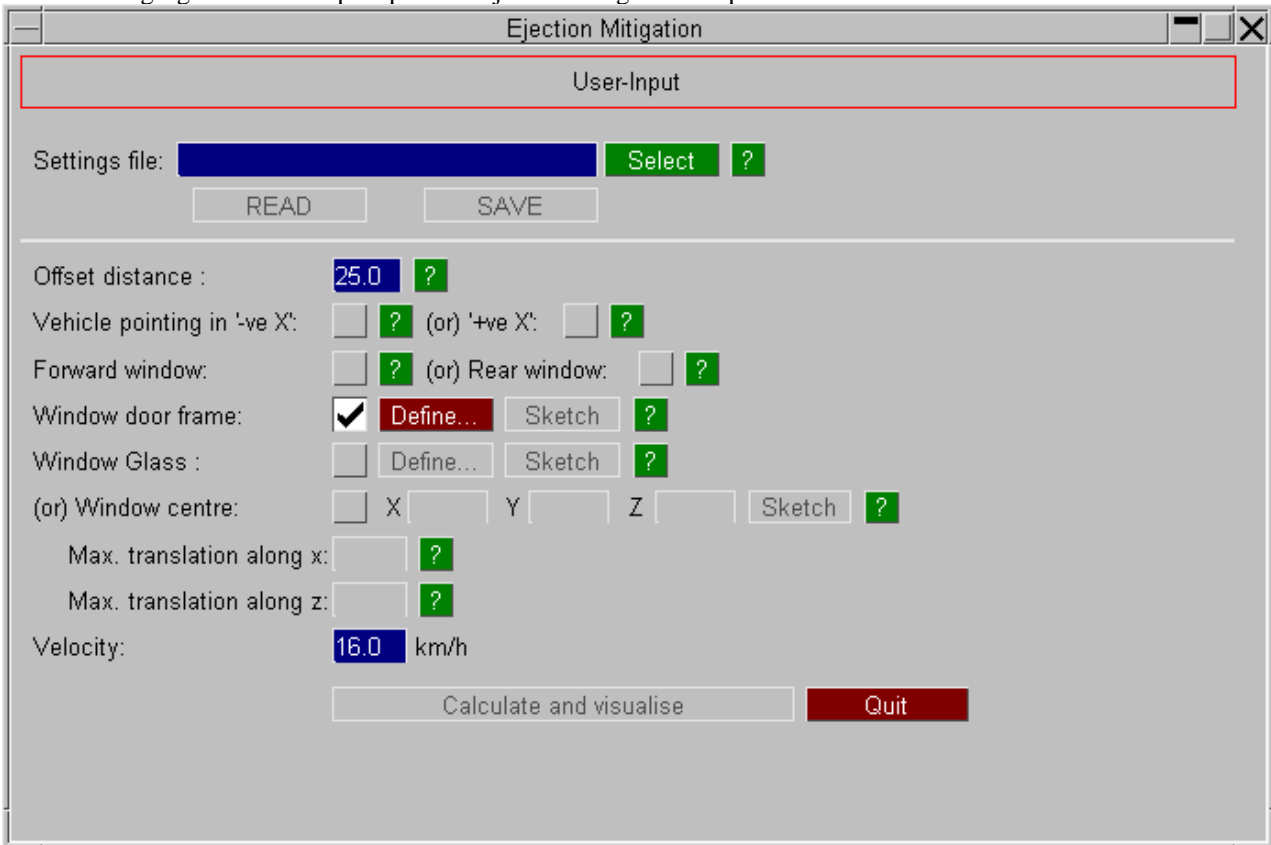 Ejection Mitigation
User-Input
Settings file: Select ?
READ SAVE
Offset distance : 25.0 ?
Vehicle pointing in '-ve X': ? (or) '+ve X': ?
Forward window: ? (or) Rear window: ?
Window door frame: Define... Sketch ?
Window Glass : Define... Sketch ?
(or) Window centre: X Y Z Sketch ?
Max. translation along x: ?
Max. translation along z: ?
Velocity: 16.0 km/h
Calculate and visualise Quit